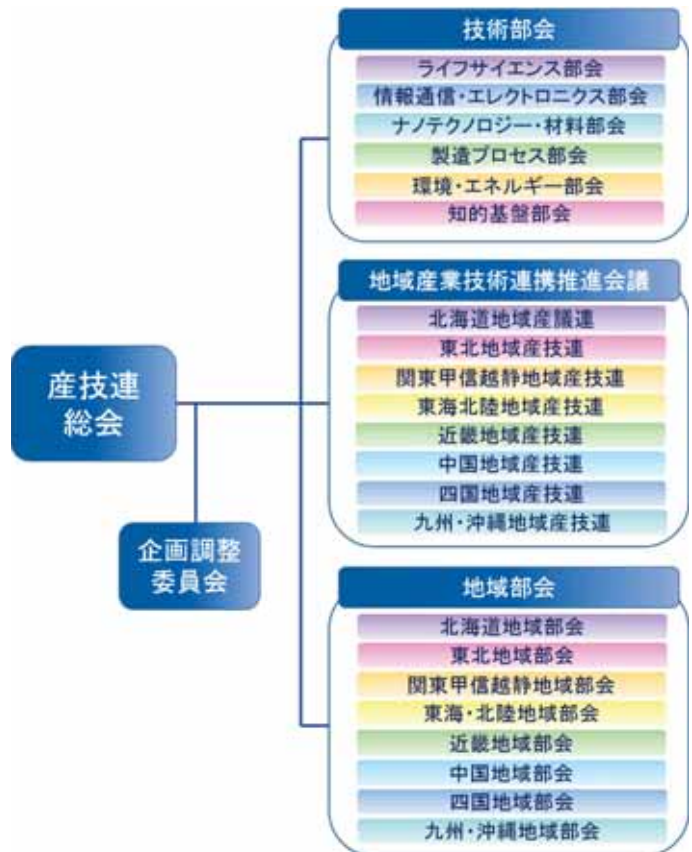 産技連
総会
企画調整
委員会
技術部会
ライフサイエンス部会
情報通信・エレクトロニクス部会
ナノテクノロジー・材料部会
製造プロセス部会
環境・エネルギー部会
知的基盤部会
地域産業技術連携推進会議
北海道地域産議連
東北地域産技連
関東甲信越静地域産技連
東海北陸地域産技連
近畿地域産技連
中国地域産技連
四国地域産技連
九州・沖縄地域産技連
地域部会
北海道地域部会
東北地域部会
関東甲信越静地域部会
東海・北陸地域部会
近畿地域部会
中国地域部会
四国地域部会
九州・沖縄地域部会